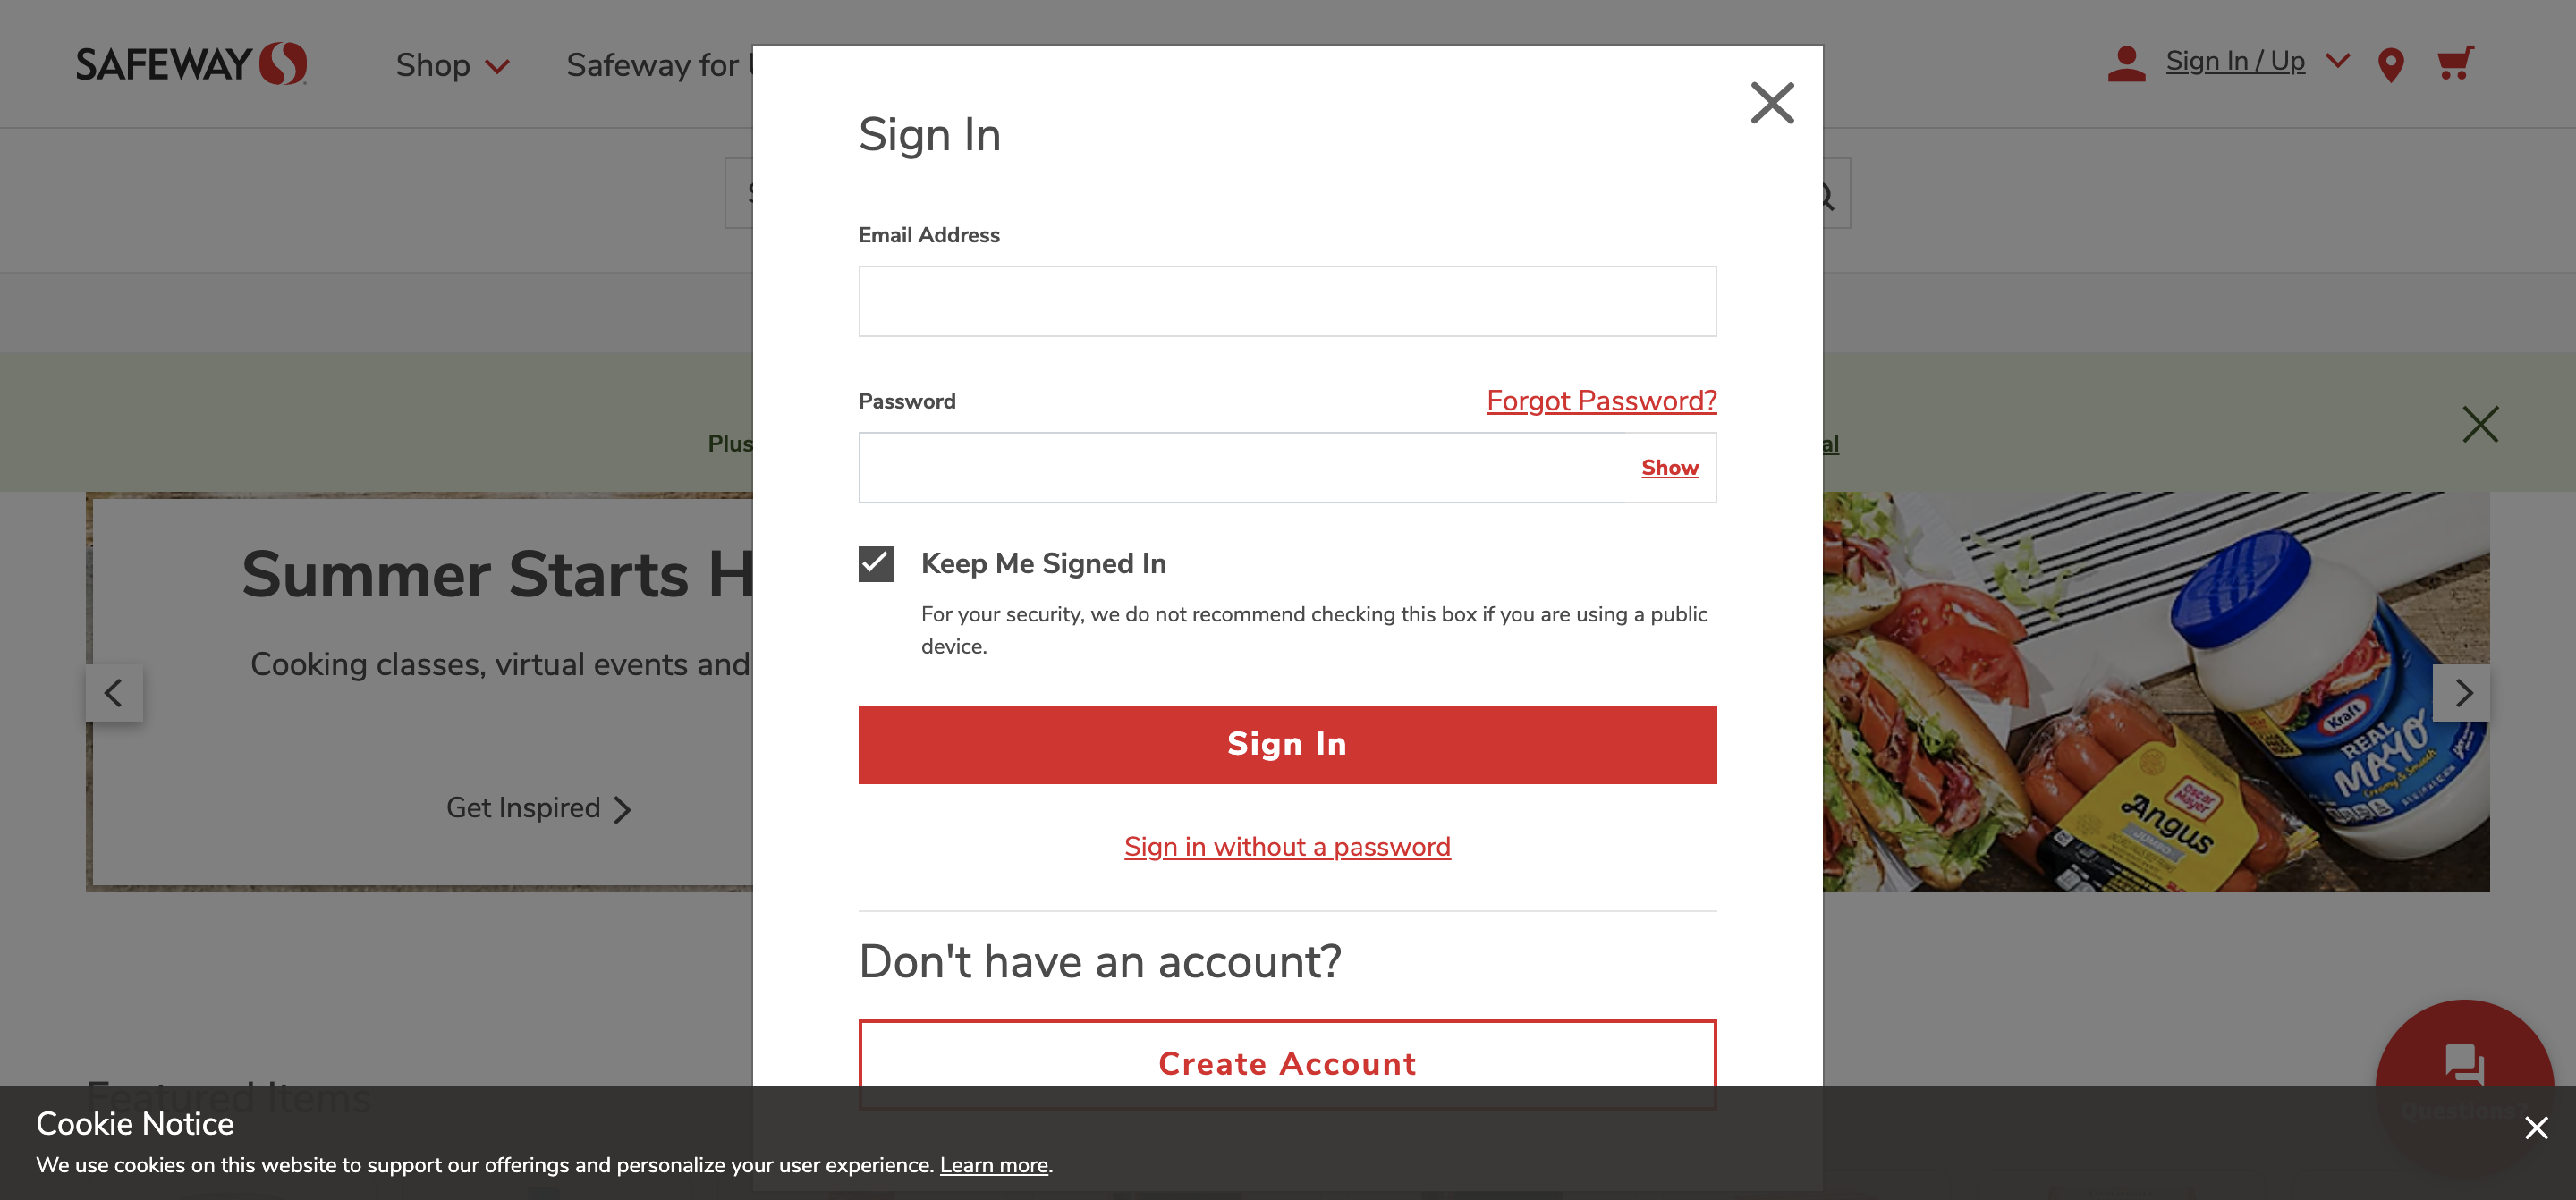 SAFEWAY
Shop
Safeway for
Sign In / Up
Sign In
Email Address
Password
Forgot Password?
Show
Keep Me Signed In
For your security, we do not recommend checking this box if you are using a public
device.
Sign In
Sign in without a password
Don't have an account?
Create Account
Plus
al
Summer Starts H
Cooking classes, virtual events and
Get Inspired
Kraft
REAL
MAYO
Creamy & Smooth
Oscar
Mayer
Angus
JUMBO
Featured Items
Questions?
Cookie Notice
We use cookies on this website to support our offerings and personalize your user experience. Learn more.